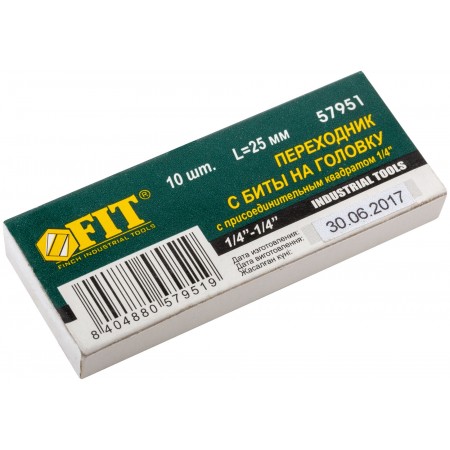 FIT®
FINCH INDUSTRIAL TOOLS
10 шт.
L=25 мм
57951
ПЕРЕХОДНИК
С БИТЫ НА ГОЛОВКУ
с присоединительным квадратом 1/4"
1/4"-1/4"
INDUSTRIAL TOOLS
Дата изготовления:
Дата виготовлення:
Жасалған күні:
30.06.2017
8 404880 579519